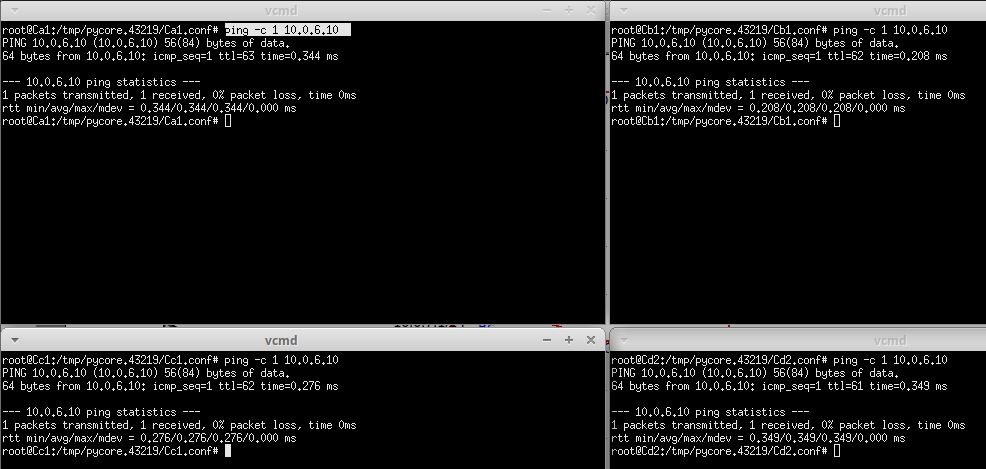 vcmd
root@Ca1:/tmp/pycore.43219/Ca1.conf# ping -c 1 10.0.6.10
PING 10.0.6.10 (10.0.6.10) 56(84) bytes of data.
64 bytes from 10.0.6.10: icmp_seq=1 ttl=63 time=0.344 ms
--- 10.0.6.10 ping statistics ---
1 packets transmitted, 1 received, 0% packet loss, time 0ms
rtt min/avg/max/mdev = 0.344/0.344/0.344/0.000 ms
root@Ca1:/tmp/pycore.43219/Ca1.conf#
vcmd
root@Cb1:/tmp/pycore.43219/Cb1.conf# ping -c 1 10.0.6.10
PING 10.0.6.10 (10.0.6.10) 56(84) bytes of data.
64 bytes from 10.0.6.10: icmp_seq=1 ttl=62 time=0.208 ms
--- 10.0.6.10 ping statistics ---
1 packets transmitted, 1 received, 0% packet loss, time 0ms
rtt min/avg/max/mdev = 0.208/0.208/0.208/0.000 ms
root@Cb1:/tmp/pycore.43219/Cb1.conf#
vcmd
root@Cc1:/tmp/pycore.43219/Cc1.conf# ping -c 1 10.0.6.10
PING 10.0.6.10 (10.0.6.10) 56(84) bytes of data.
64 bytes from 10.0.6.10: icmp_seq=1 ttl=62 time=0.276 ms
--- 10.0.6.10 ping statistics ---
1 packets transmitted, 1 received, 0% packet loss, time 0ms
rtt min/avg/max/mdev = 0.276/0.276/0.276/0.000 ms
root@Cc1:/tmp/pycore.43219/Cc1.conf#
vcmd
root@Cd2:/tmp/pycore.43219/Cd2.conf# ping -c 1 10.0.6.10
PING 10.0.6.10 (10.0.6.10) 56(84) bytes of data.
64 bytes from 10.0.6.10: icmp_seq=1 ttl=61 time=0.349 ms
--- 10.0.6.10 ping statistics ---
1 packets transmitted, 1 received, 0% packet loss, time 0ms
rtt min/avg/max/mdev = 0.349/0.349/0.349/0.000 ms
root@Cd2:/tmp/pycore.43219/Cd2.conf#